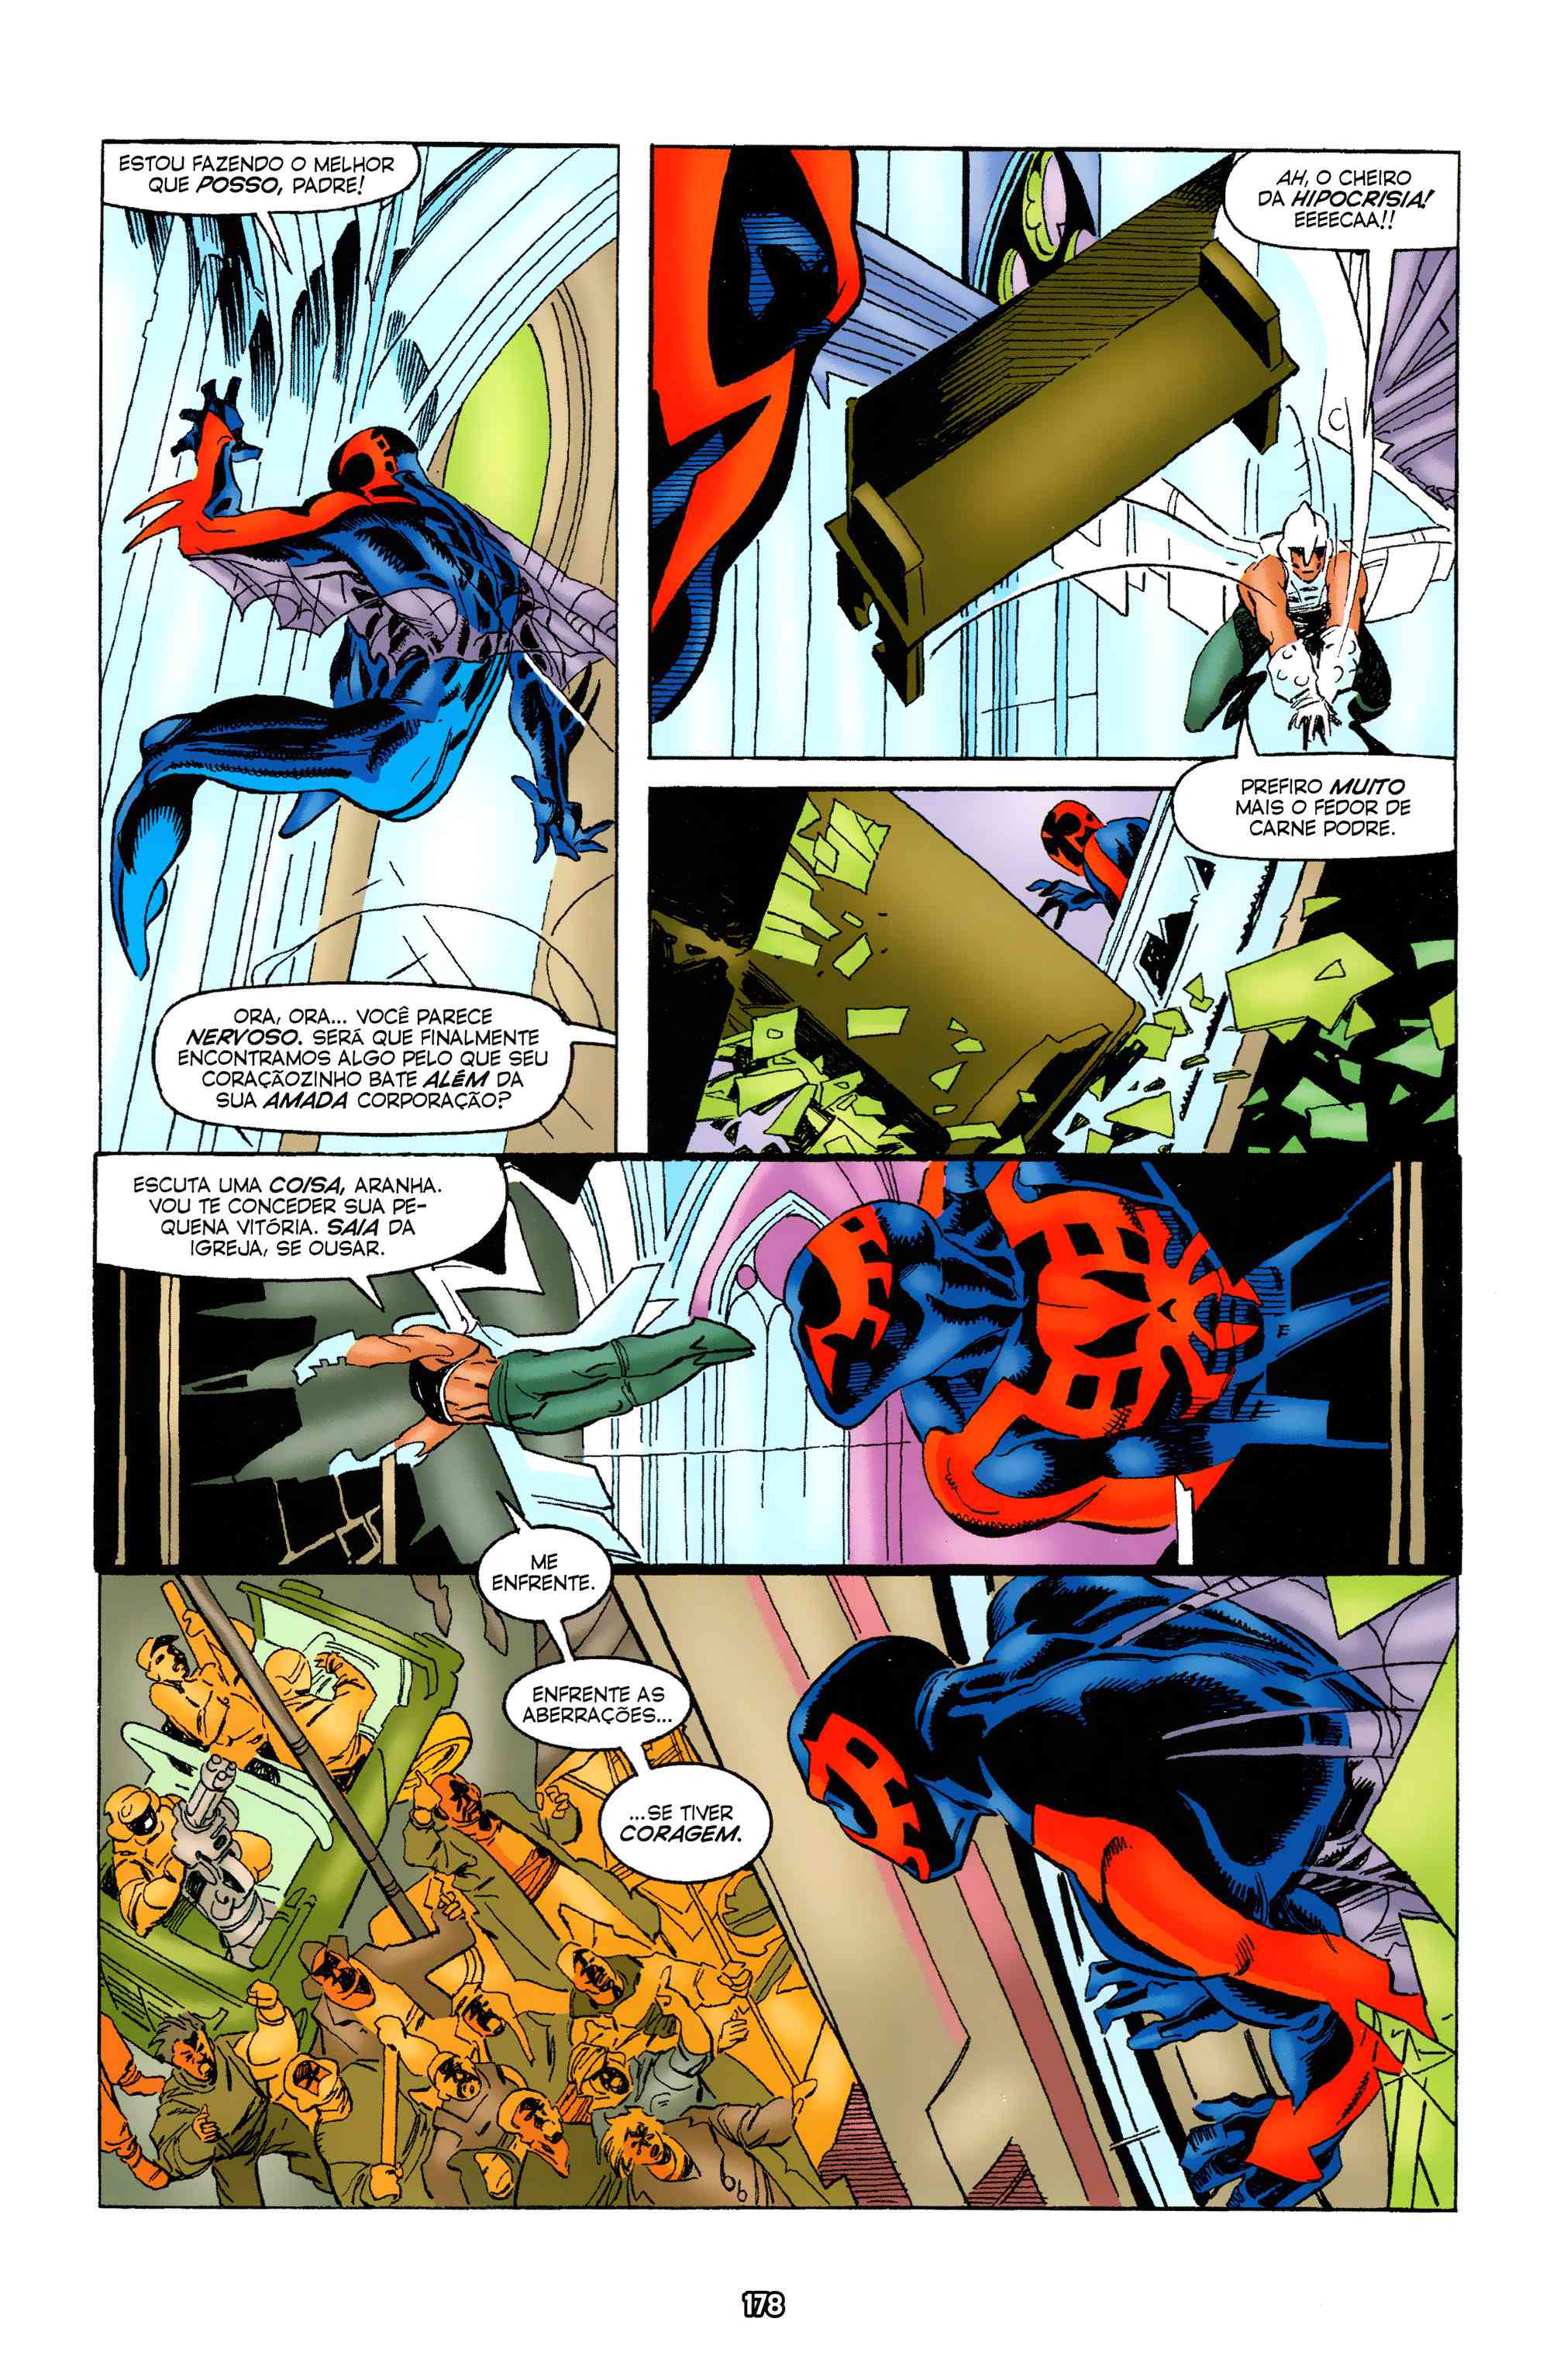 ESTOU FAZENDO O MELHOR
QUE POSSO, PADRE!
ORA, ORA... VOCÊ PARECE
NERVOSO. SERÁ QUE FINALMENTE
ENCONTRAMOS ALGO PELO QUE SEU
CORAÇÃOZINHO BATE ALÉM DA
SUA AMADA CORPORAÇÃO?
AH, O CHEIRO
DA HIPOCRISIA!
EEEECAA!!
PREFIRO MUITO
MAIS O FEDOR DE
CARNE PODRE.
ESCUTA UMA COISA, ARANHA.
VOU TE CONCEDER SUA PE-
QUENA VITÓRIA. SAIA DA
IGREJA, SE OUSAR.
ME
ENFRENTE.
ENFRENTE AS
ABERRAÇÕES...
...SE TIVER
CORAGEM.
178